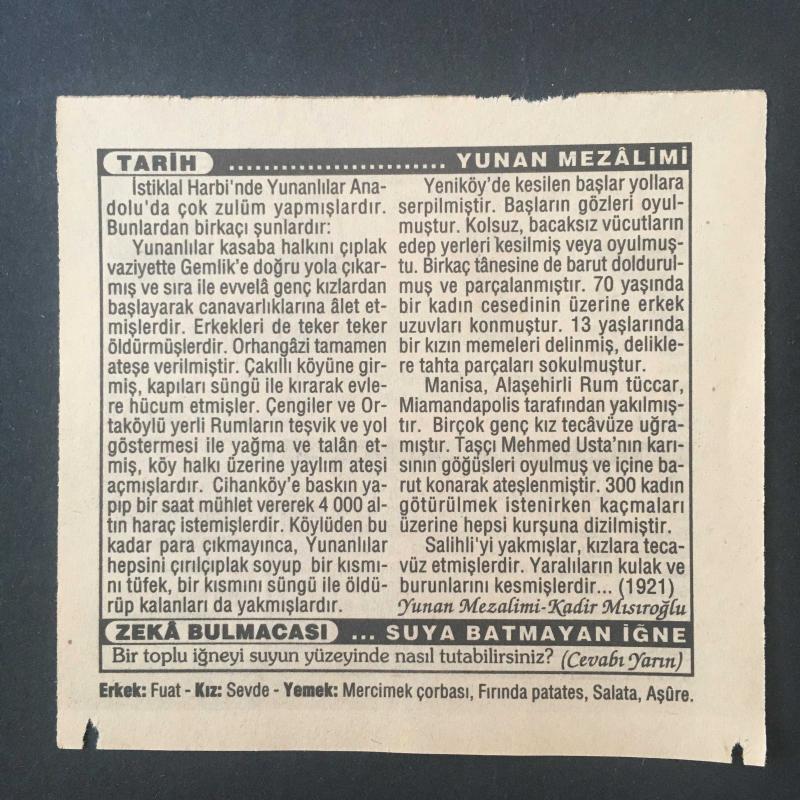 TARİH ........................ YUNAN MEZÂLİMİ
İstiklal Harbi'nde Yunanlılar Ana-
dolu'da çok zulüm yapmışlardır.
Bunlardan birkaçı şunlardır:
Yunanlılar kasaba halkını çıplak
vaziyette Gemlik'e doğru yola çıkar-
mış ve sıra ile evvelâ genç kızlardan
başlayarak canavarlıklarına âlet et-
mişlerdir. Erkekleri de teker teker
öldürmüşlerdir. Orhangâzi tamamen
ateşe verilmiştir. Çakıllı köyüne gir-
miş, kapıları süngü ile kırarak evle-
re hücum etmişler. Çengiler ve Or-
taköylü yerli Rumların teşvik ve yol
göstermesi ile yağma ve talân et-
miş, köy halkı üzerine yaylım ateşi
açmışlardır. Cihanköy'e baskın ya-
pıp bir saat mühlet vererek 4 000 al-
tın haraç istemişlerdir. Köylüden bu
kadar para çıkmayınca, Yunanlılar
hepsini çırılçıplak soyup bir kısmı-
nı tüfek, bir kısmını süngü ile öldü-
rüp kalanları da yakmışlardır.
Yeniköy'de kesilen başlar yollara
serpilmiştir. Başların gözleri oyul-
muştur. Kolsuz, bacaksız vücutların
edep yerleri kesilmiş veya oyulmuş-
tu. Birkaç tânesine de barut doldurul-
muş ve parçalanmıştır. 70 yaşında
bir kadın cesedinin üzerine erkek
uzuvları konmuştur. 13 yaşlarında
bir kızın memeleri delinmiş, delikle-
re tahta parçaları sokulmuştur.
Manisa, Alaşehirli Rum tüccar,
Miamandapolis tarafından yakılmış-
tır. Birçok genç kız tecâvüze uğra-
mıştır. Taşçı Mehmed Usta'nın karı-
sının göğüsleri oyulmuş ve içine ba-
rut konarak ateşlenmiştir. 300 kadın
götürülmek istenirken kaçmaları
üzerine hepsi kurşuna dizilmiştir.
Salihli'yi yakmışlar, kızlara teca-
vüz etmişlerdir. Yaralıların kulak ve
burunlarını kesmişlerdir... (1921)
Yunan Mezalimi-Kadir Mısıroğlu
ZEKÂ BULMACASI ... SUYA BATMAYAN İĞNE
Bir toplu iğneyi suyun yüzeyinde nasıl tutabilirsiniz? (Cevabı Yarın)
Erkek: Fuat - Kız: Sevde - Yemek: Mercimek çorbası, Fırında patates, Salata, Aşûre.